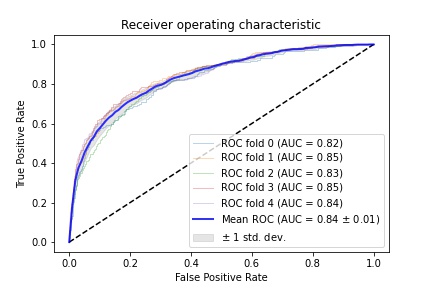 Receiver operating characteristic
True Positive Rate
1.0
0.8
0.6
0.4
0.2
0.0
ROC fold 0 (AUC = 0.82)
ROC fold 1 (AUC = 0.85)
ROC fold 2 (AUC = 0.83)
ROC fold 3 (AUC = 0.85)
ROC fold 4 (AUC = 0.84)
Mean ROC (AUC = 0.84 ± 0.01)
± 1 std. dev.
0.0 0.2 0.4 0.6 0.8 1.0
False Positive Rate